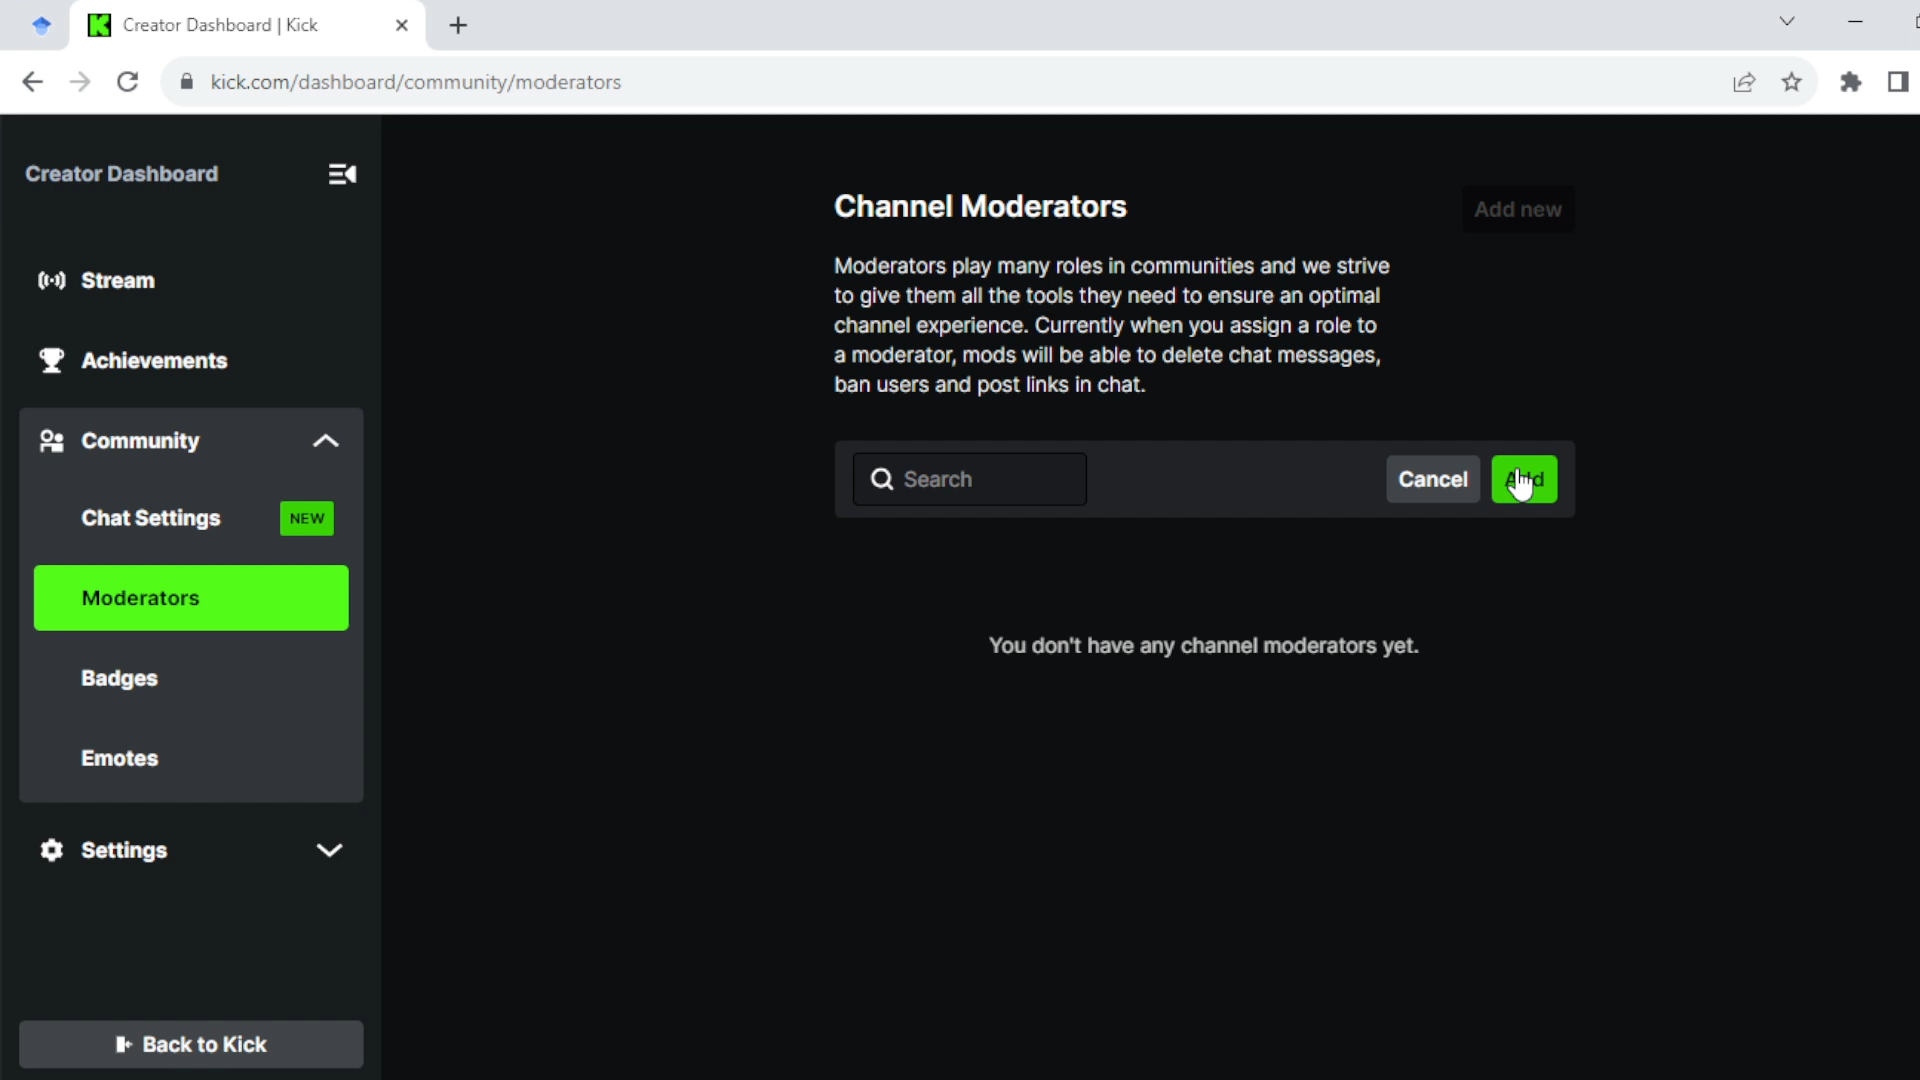 Creator Dashboard | Kick
kick.com/dashboard/community/moderators
Creator Dashboard
Stream
Achievements
Community
Chat Settings NEW
Moderators
Badges
Emotes
Settings
Back to Kick
Channel Moderators
Add new
Moderators play many roles in communities and we strive
to give them all the tools they need to ensure an optimal
channel experience. Currently when you assign a role to
a moderator, mods will be able to delete chat messages,
ban users and post links in chat.
Search
Cancel
Add
You don't have any channel moderators yet.